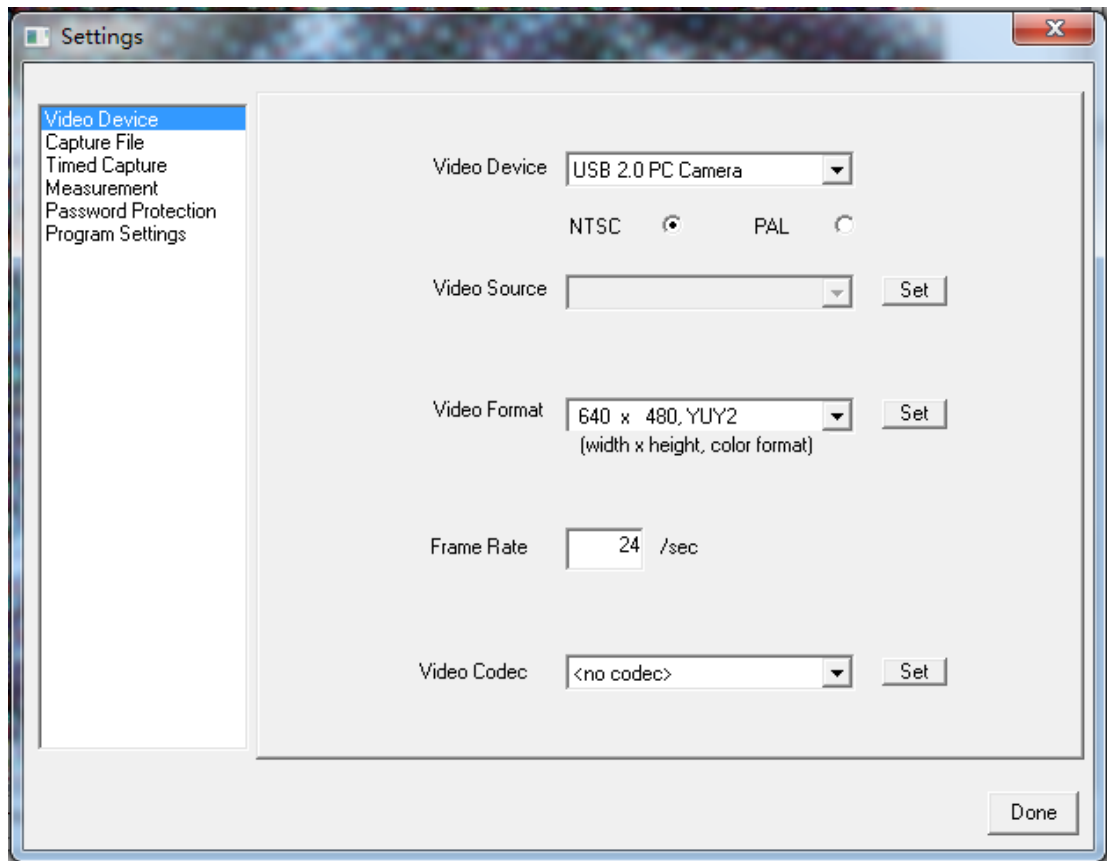 Settings
Video Device
Capture File
Timed Capture
Measurement
Password Protection
Program Settings
Video Device USB 2.0 PC Camera
NTSC PAL
Video Source Set
Video Format 640 x 480, YUY2 Set
(width x height, color format)
Frame Rate 24 /sec
Video Codec <no codec> Set
Done